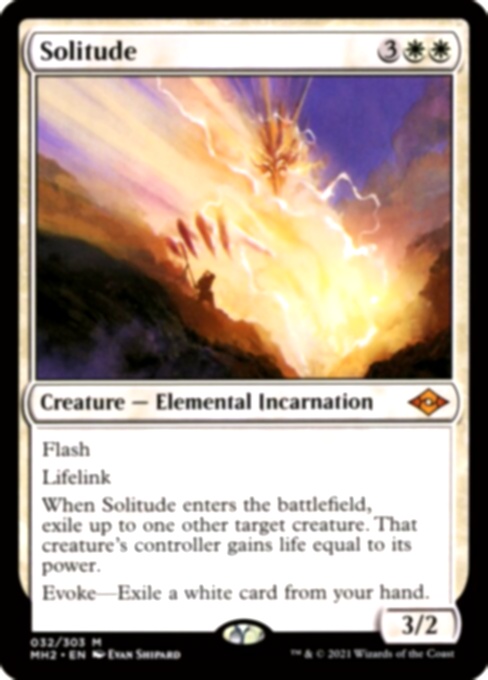 Solitude 3
Creature — Elemental Incarnation
Flash
Lifelink
When Solitude enters the battlefield,
exile up to one other target creature. That
creature's controller gains life equal to its
power.
Evoke—Exile a white card from your hand.
3/2
032/303 M
MH2 • EN Evan Shipard
™ & © 2021 Wizards of the Coast